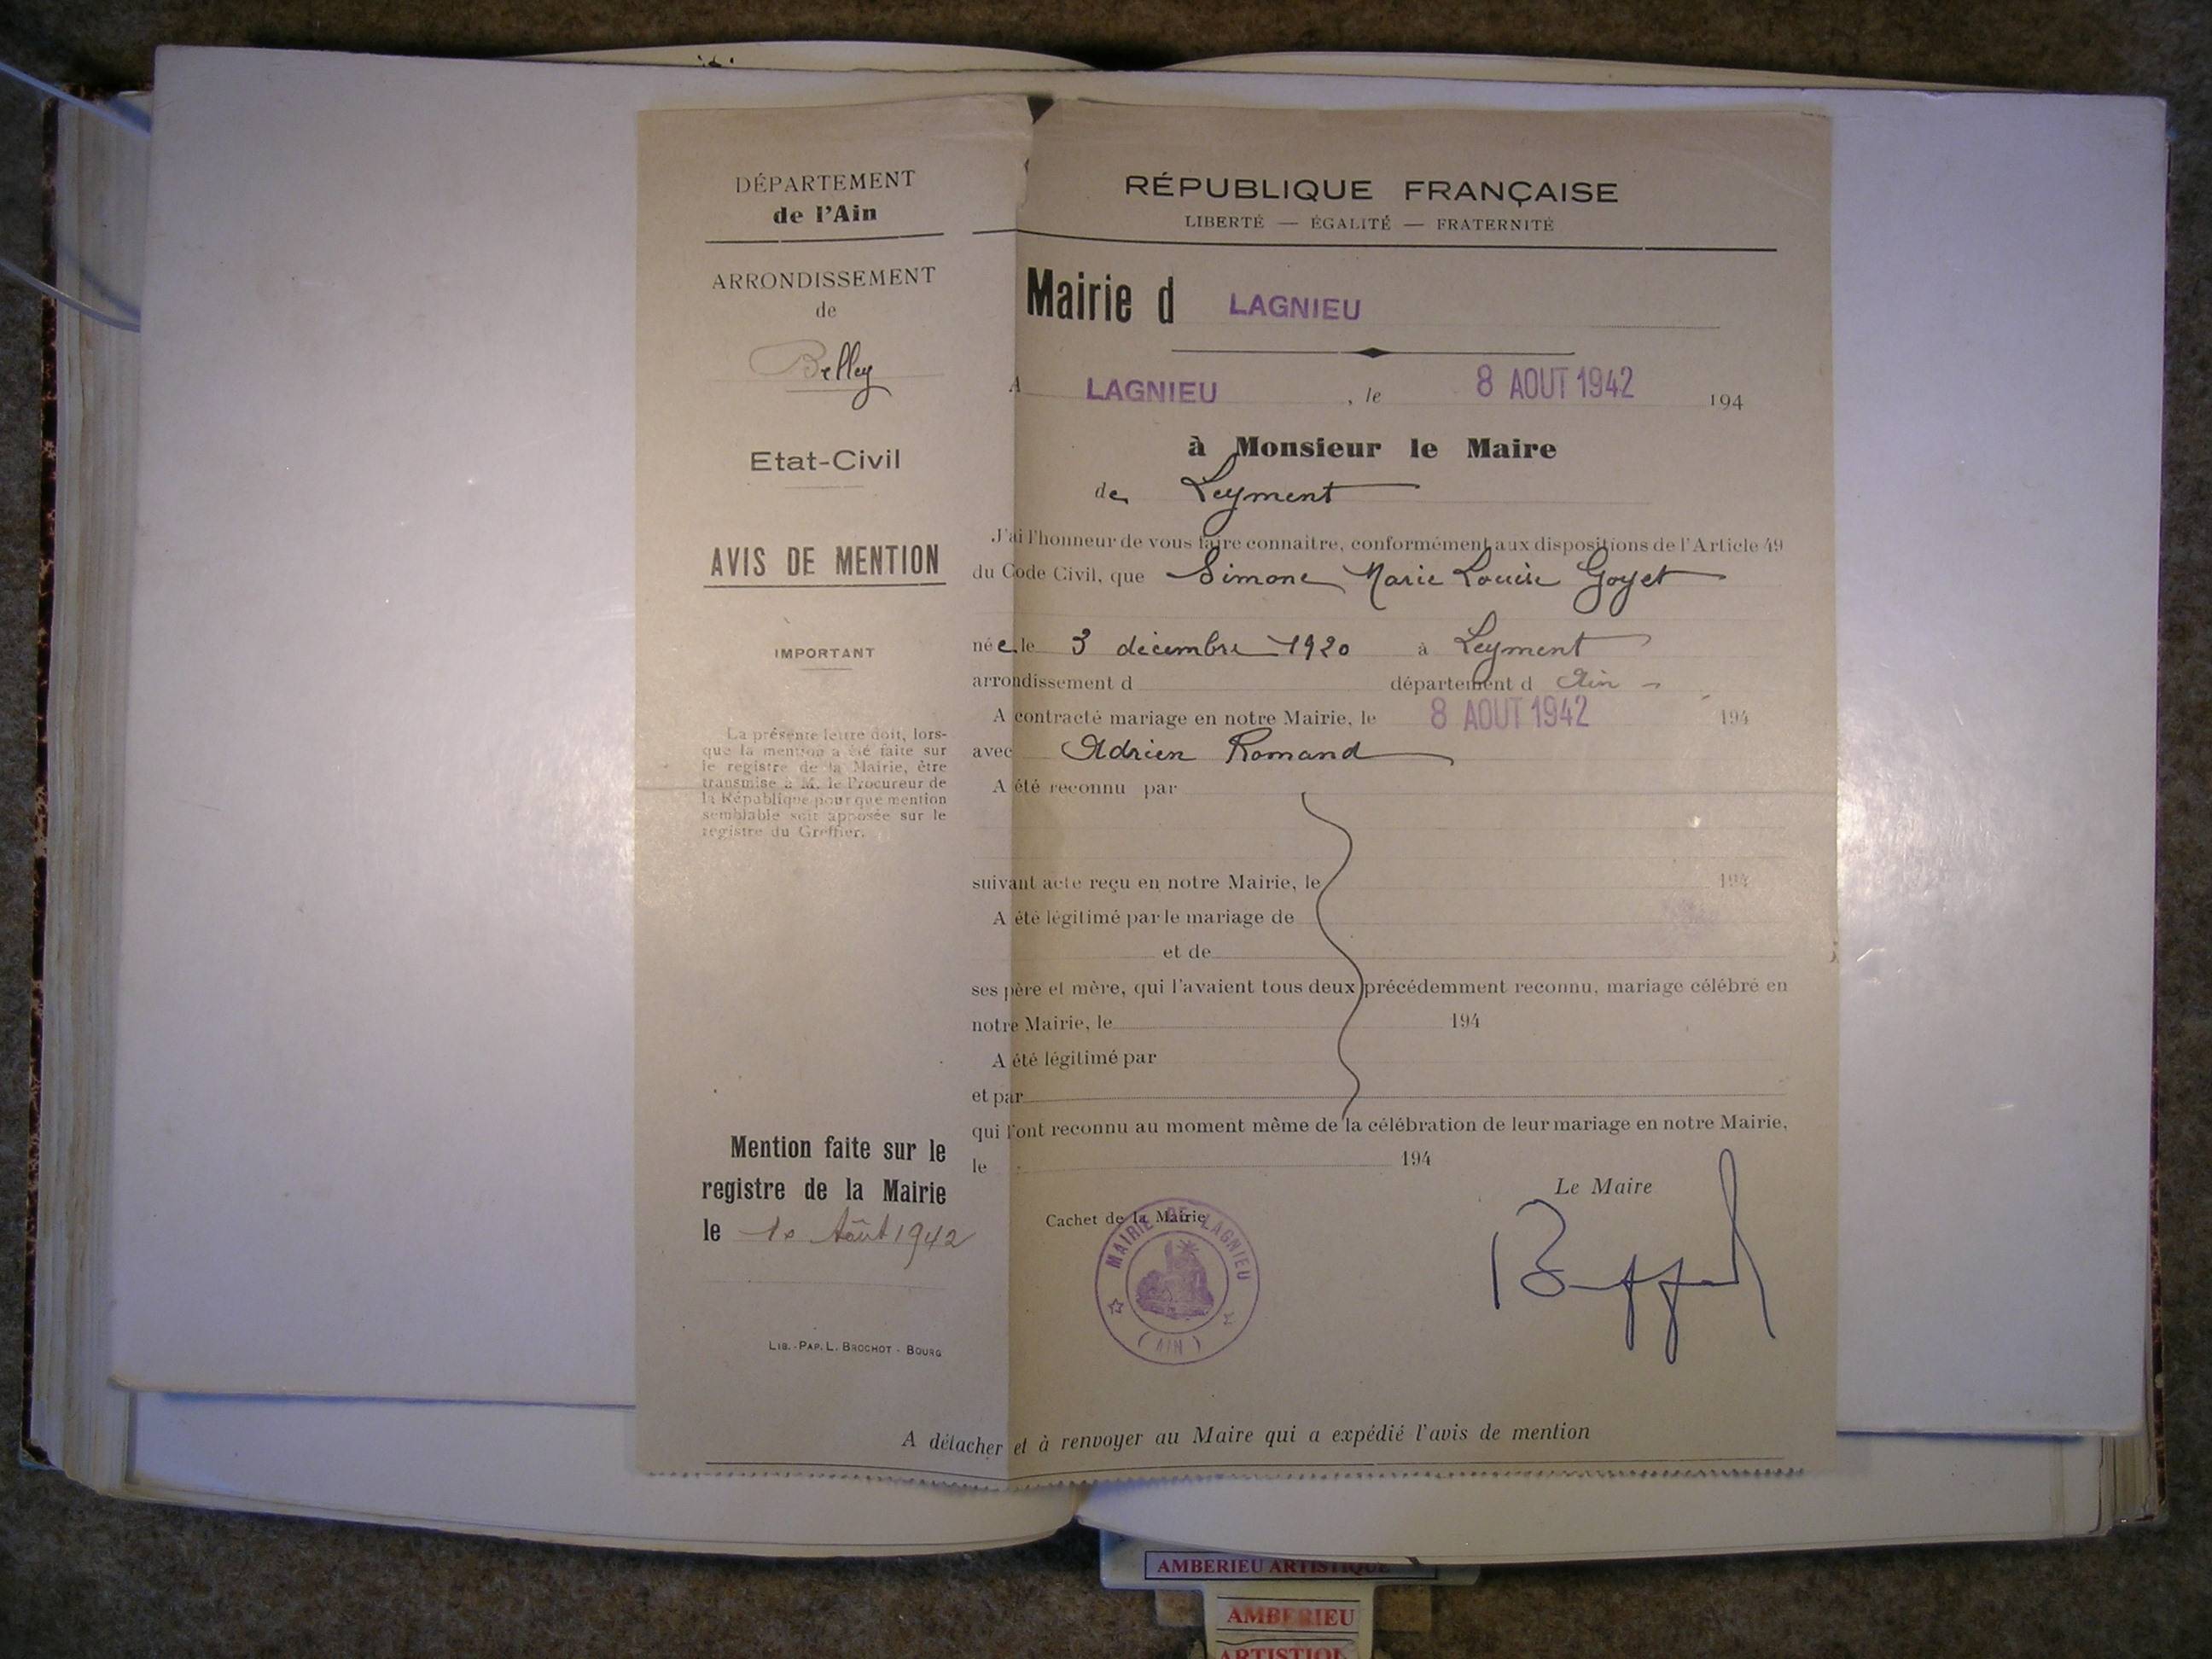 DÉPARTEMENT
de l'Ain
ARRONDISSEMENT
de
Belley
Etat-Civil
AVIS DE MENTION
IMPORTANT
La présente lettre doit, lors-
que la mention a été faite sur
le registre de la Mairie, être
transmise à M. le Procureur de
la République pour que mention
semblable soit apposée sur le
registre du Greffier.
Mention faite sur le
registre de la Mairie
le 10 Août 1942
LIB.-PAP. L. BROCHOT - BOURG
RÉPUBLIQUE FRANÇAISE
LIBERTÉ — ÉGALITÉ — FRATERNITÉ
Mairie d LAGNIEU
A LAGNIEU, le 8 AOUT 1942 194
à Monsieur le Maire
de Leyment
J'ai l'honneur de vous faire connaitre, conformément aux dispositions de l'Article 49
du Code Civil, que Simone Marie Louise Goyet
née le 3 décembre 1920 à Leyment
arrondissement d département d Ain -
A contracté mariage en notre Mairie, le 8 AOUT 1942 194
avec Adrien Romand
A été reconnu par
suivant acte reçu en notre Mairie, le 194
A été légitimé par le mariage de
et de
ses père et mère, qui l'avaient tous deux précédemment reconnu, mariage célébré en
notre Mairie, le 194
A été légitimé par
et par
qui l'ont reconnu au moment même de la célébration de leur mariage en notre Mairie,
le 194
Le Maire
Cachet de la Mairie
MAIRIE DE LAGNIEU
(AIN)
A détacher et à renvoyer au Maire qui a expédié l'avis de mention
AMBERIEU ARTISTIQUE
AMBERIEU